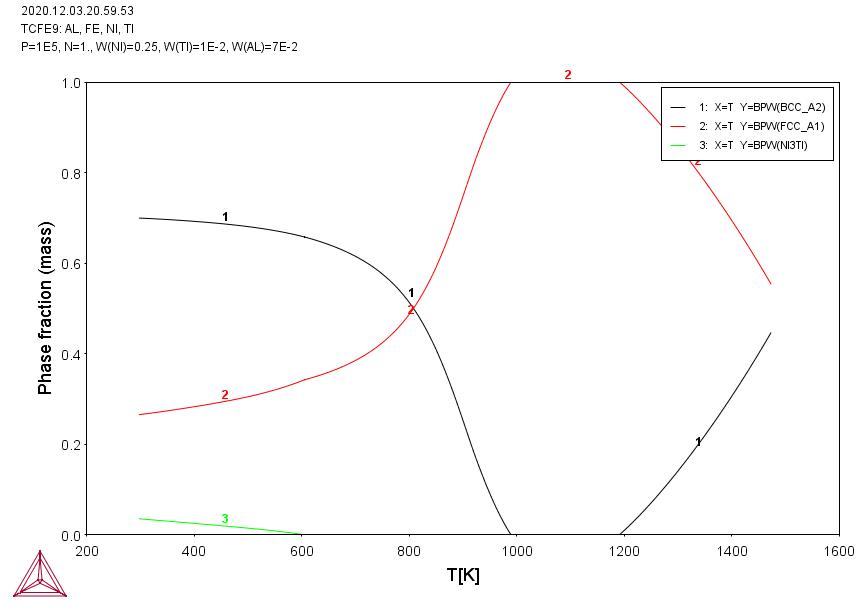 2020.12.03.20.59.53
TCFE9: AL, FE, NI, TI
P=1E5, N=1., W(NI)=0.25, W(TI)=1E-2, W(AL)=7E-2
2
1.0
1: X=T Y=BPW(BCC_A2)
2: X=T Y=BPW(FCC_A1)
3: X=T Y=BPW(NI3TI)
2
0.8
1
0.6
1
2
0.4
2
1
0.2
3
0.0
Phase fraction (mass)
200 400 600 800 1000 1200 1400 1600
T[K]